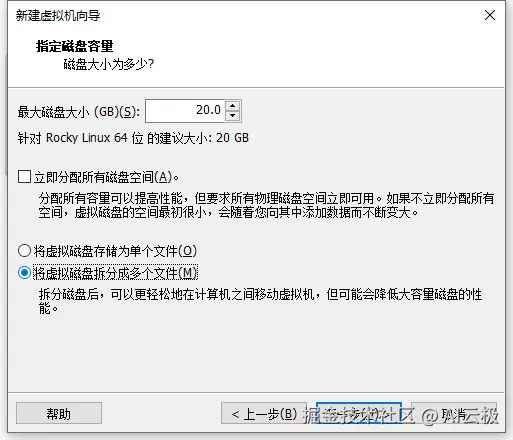 新建虚拟机向导
指定磁盘容量
磁盘大小为多少?
最大磁盘大小 (GB)(S):
20.0
针对 Rocky Linux 64 位 的建议大小: 20 GB
立即分配所有磁盘空间(A)。
分配所有容量可以提高性能，但要求所有物理磁盘空间立即可用。如果不立即分配所有
空间，虚拟磁盘的空间最初很小，会随着您向其中添加数据而不断变大。
将虚拟磁盘存储为单个文件(O)
将虚拟磁盘拆分成多个文件(M)
拆分磁盘后，可以更轻松地在计算机之间移动虚拟机，但可能会降低大容量磁盘的性
能。
帮助
< 上一步(B)
取消
掘金技术社区 @ AI云极